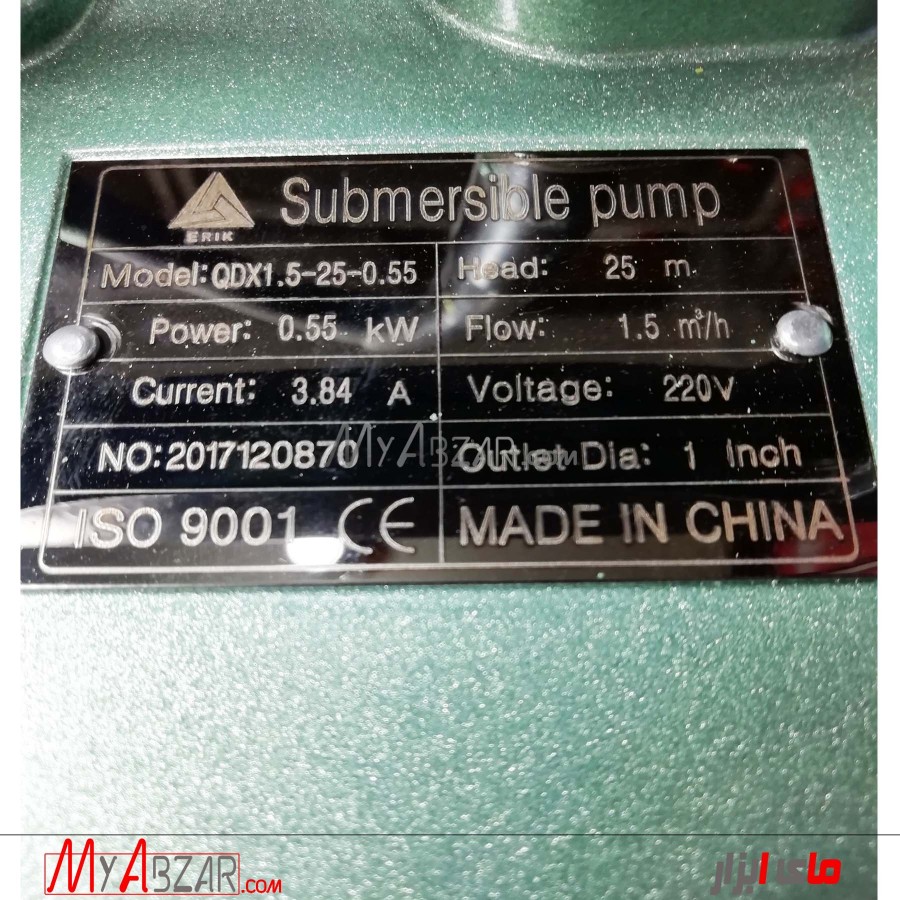 ERIK
Submersible pump
Model: QDX1.5-25-0.55 Head: 25 m
Power: 0.55 kW Flow: 1.5 m³/h
Current: 3.84 A Voltage: 220V
NO: 2017120870 Outlet Dia: 1 Inch
MYABZAR.com
ISO 9001 CE MADE IN CHINA
MYABZAR.com مای ابزار